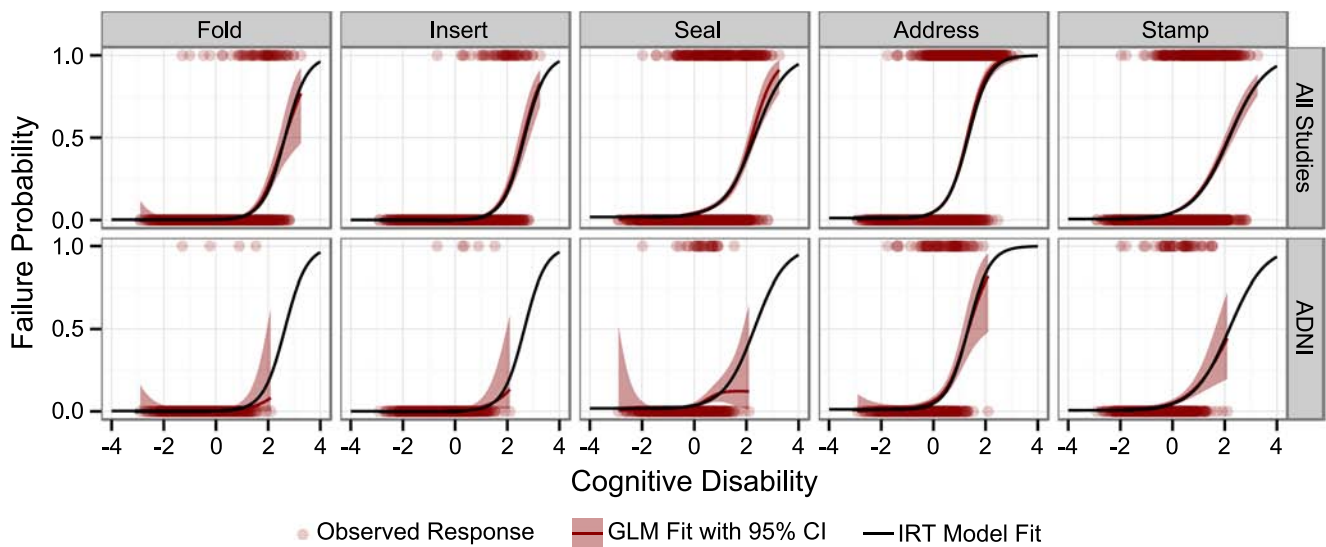 Fold Insert Seal Address Stamp
1.0
0.5
0.0
All Studies
1.0
0.5
0.0
ADNI
Failure Probability
-4 -2 0 2 4 -4 -2 0 2 4 -4 -2 0 2 4 -4 -2 0 2 4 -4 -2 0 2 4
Cognitive Disability
Observed Response GLM Fit with 95% CI IRT Model Fit